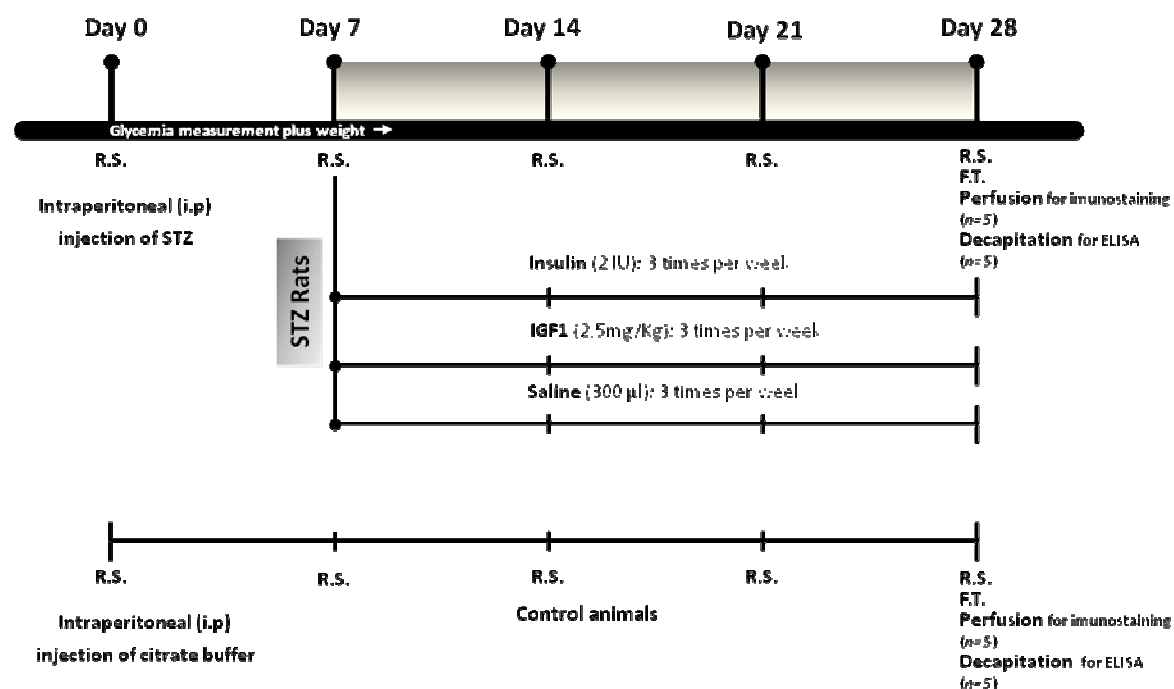 Day 0 Day 7 Day 14 Day 21 Day 28
Glycemia measurement plus weight →
R.S. R.S. R.S. R.S. R.S.
F.T.
Perfusion for imunostaining
(n=5)
Decapitation for ELISA
(n=5)
Intraperitoneal (i.p)
injection of STZ
STZ Rats
Insulin (2 IU): 3 times per week
IGF1 (2.5mg/Kg): 3 times per week
Saline (300 µl): 3 times per week
R.S. R.S. R.S. R.S. R.S.
F.T.
Perfusion for imunostaining
(n=5)
Decapitation for ELISA
(n=5)
Intraperitoneal (i.p)
injection of citrate buffer
Control animals